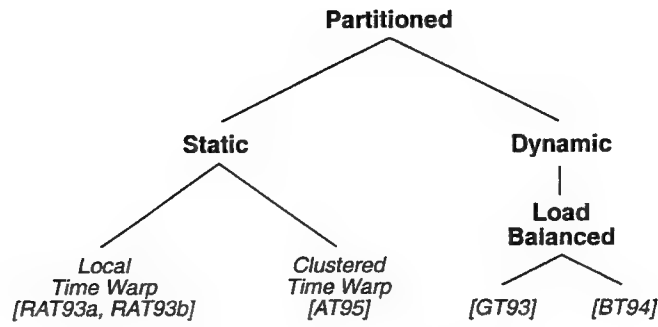 Partitioned
Static
Dynamic
Load
Balanced
Local
Time Warp
[RAT93a, RAT93b]
Clustered
Time Warp
[AT95]
[GT93]
[BT94]